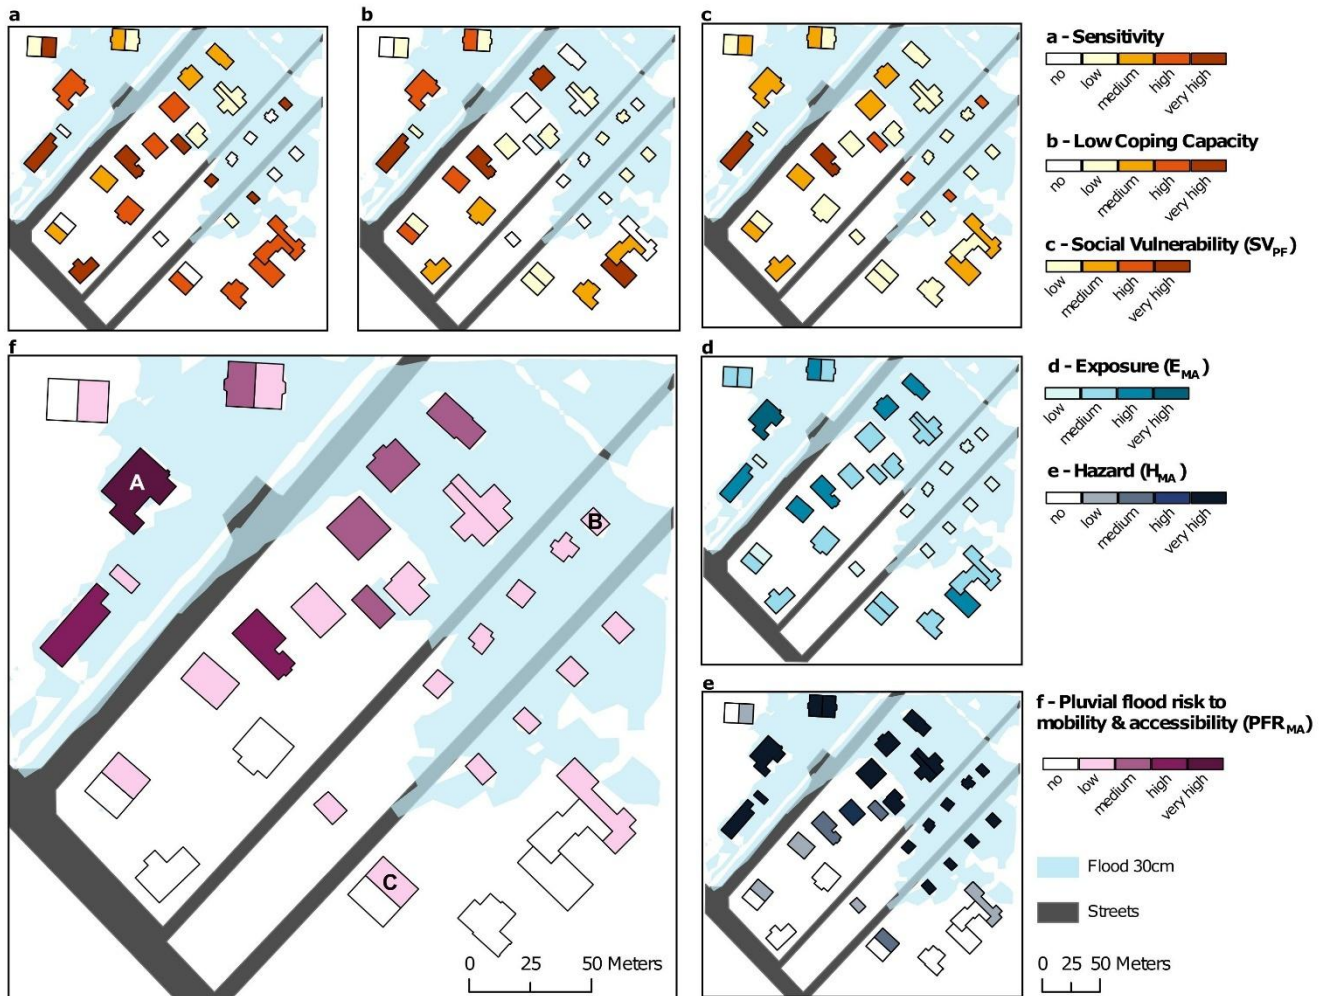 a
b
c
a - Sensitivity
no
low
medium
high
very high
b - Low Coping Capacity
no
low
medium
high
very high
c - Social Vulnerability (SVPF)
low
medium
high
very high
f
A
B
C
0 25 50 Meters
d
d - Exposure (EMA)
low
medium
high
very high
e - Hazard (HMA)
no
low
medium
high
very high
e
f - Pluvial flood risk to
mobility & accessibility (PFRMA)
no
low
medium
high
very high
Flood 30cm
Streets
0 25 50 Meters